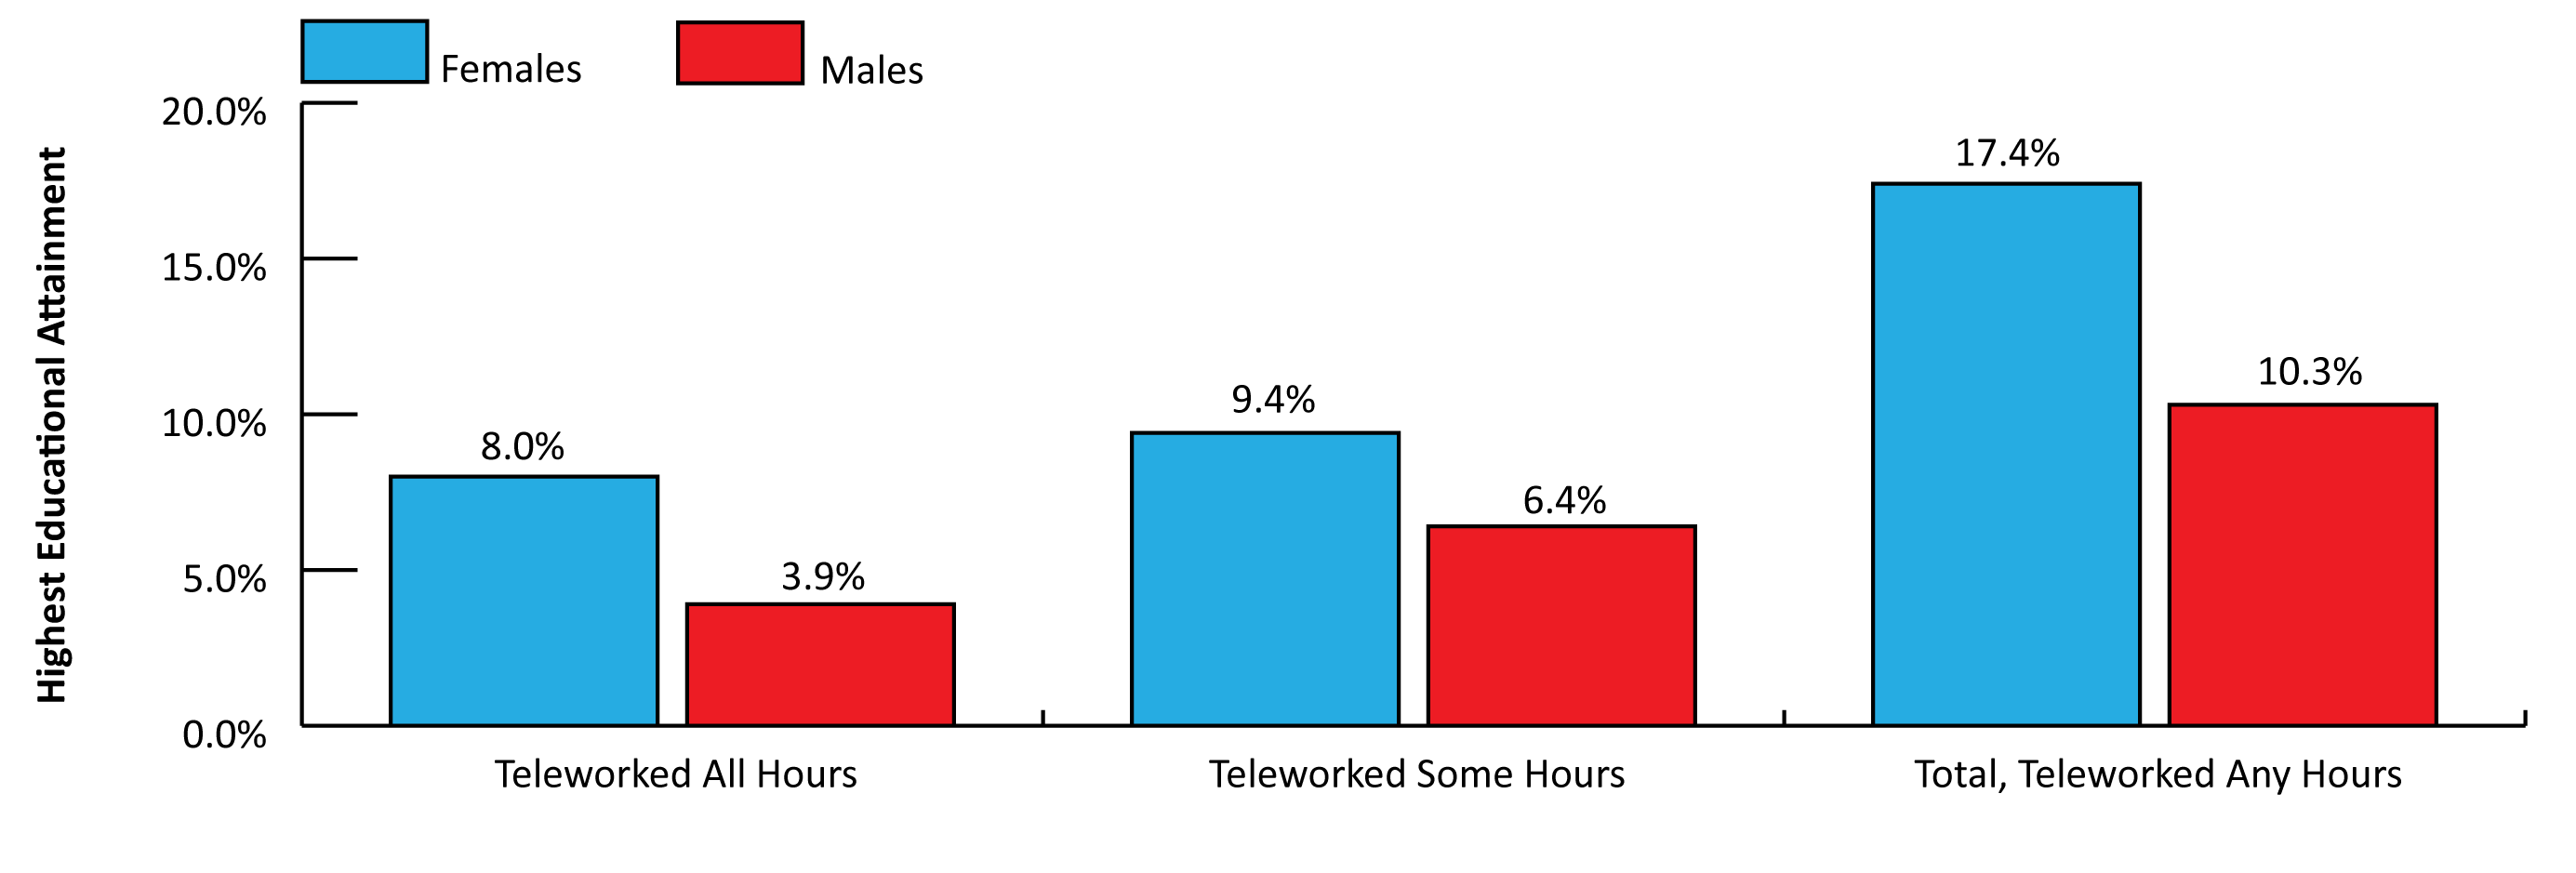 Females Males
Highest Educational Attainment
20.0%
15.0%
10.0%
5.0%
0.0%
8.0%
3.9%
9.4%
6.4%
17.4%
10.3%
Teleworked All Hours
Teleworked Some Hours
Total, Teleworked Any Hours